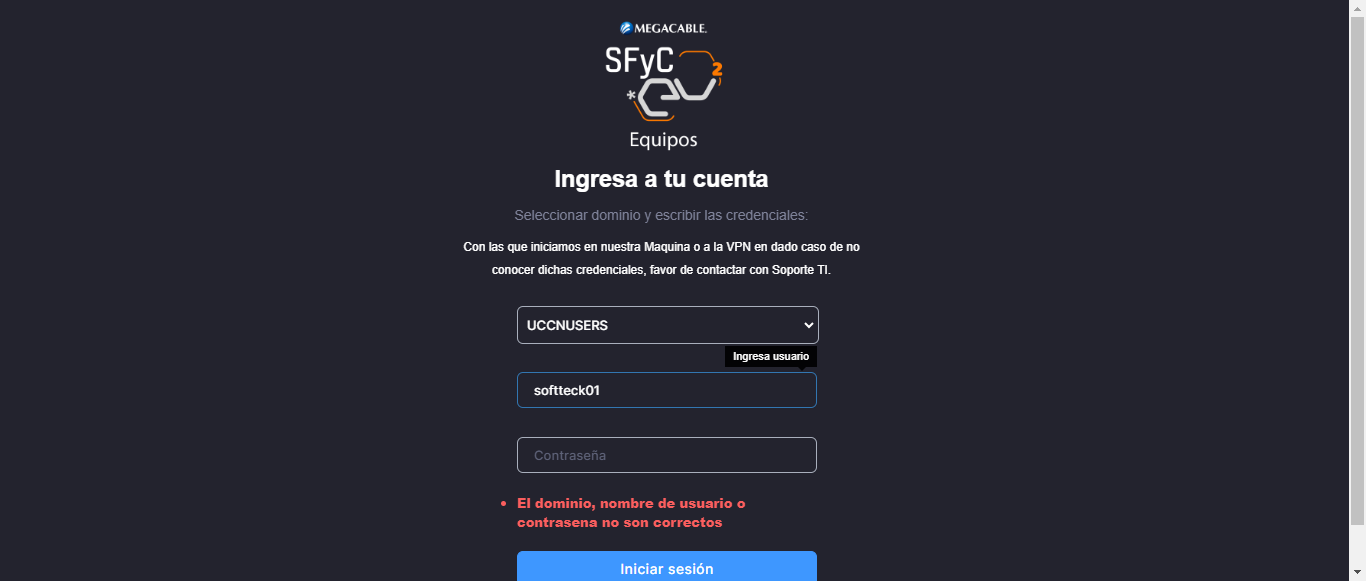 MEGACABLE.
SFyC
2
*eu
Equipos
Ingresa a tu cuenta
Seleccionar dominio y escribir las credenciales:
Con las que iniciamos en nuestra Maquina o a la VPN en dado caso de no
conocer dichas credenciales, favor de contactar con Soporte TI.
UCCNUSERS
Ingresa usuario
softteck01
Contraseña
• El dominio, nombre de usuario o
contrasena no son correctos
Iniciar sesión